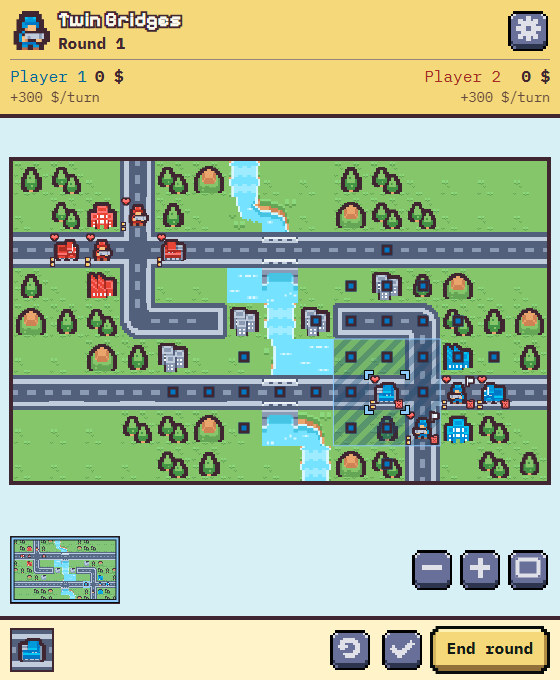 Twin Bridges
Round 1
Player 1 0 $
+300 $/turn
Player 2 0 $
+300 $/turn
End round